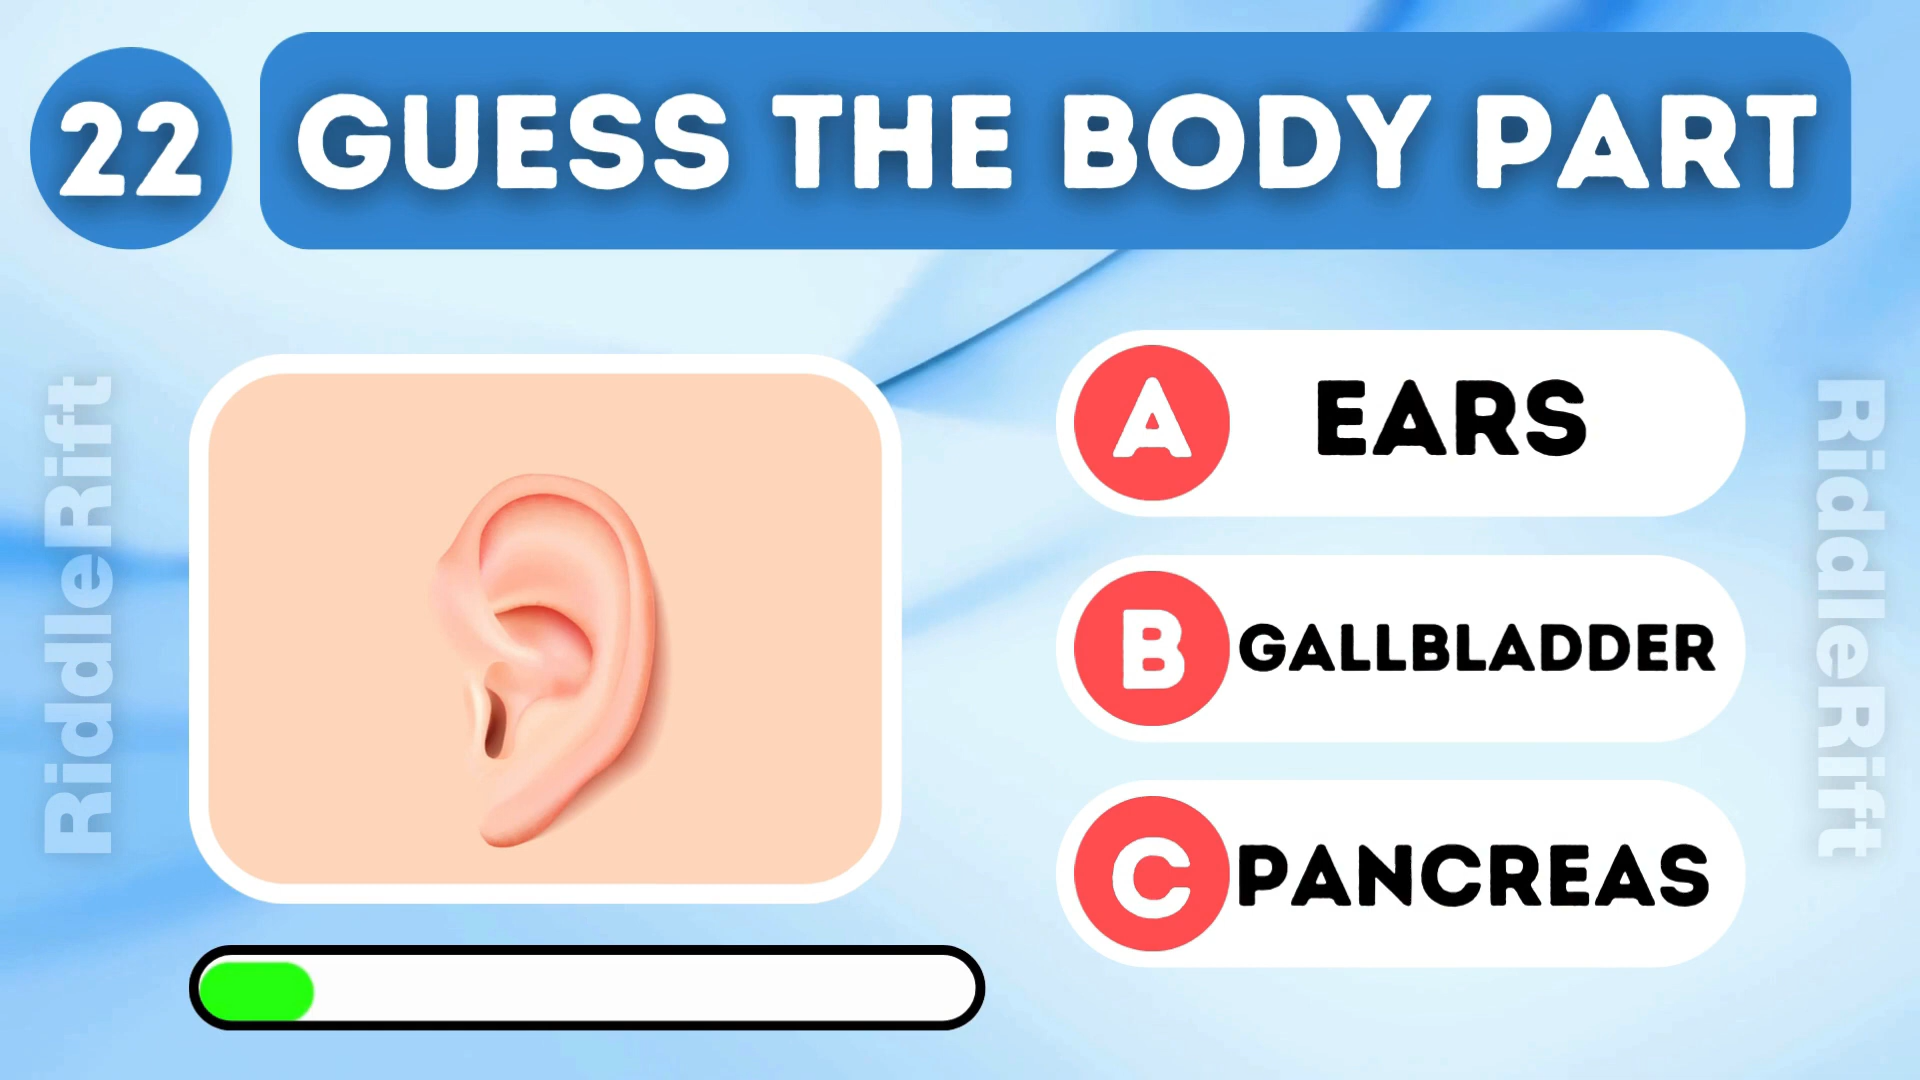 22
GUESS THE BODY PART
RiddleRift
A EARS
B GALLBLADDER
C PANCREAS
RiddleRift